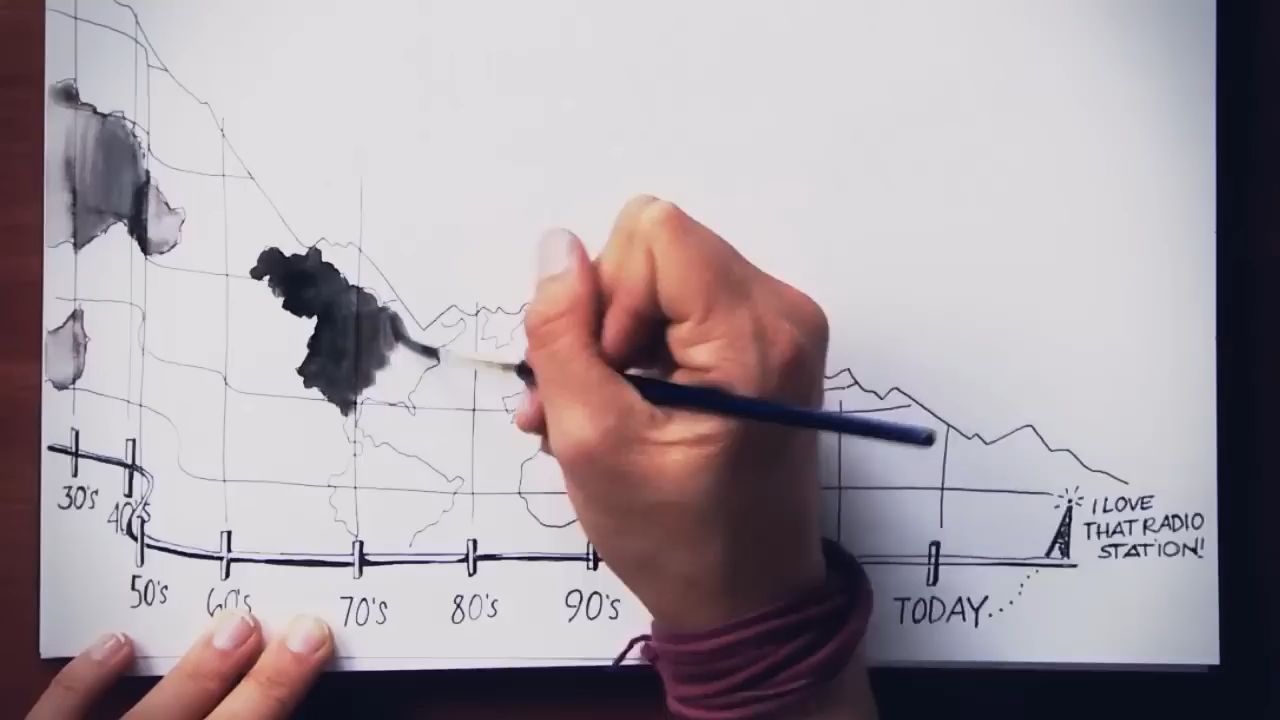 30's
40's
50's
60's
70's
80's
90's
TODAY
I LOVE
THAT RADIO
STATION!